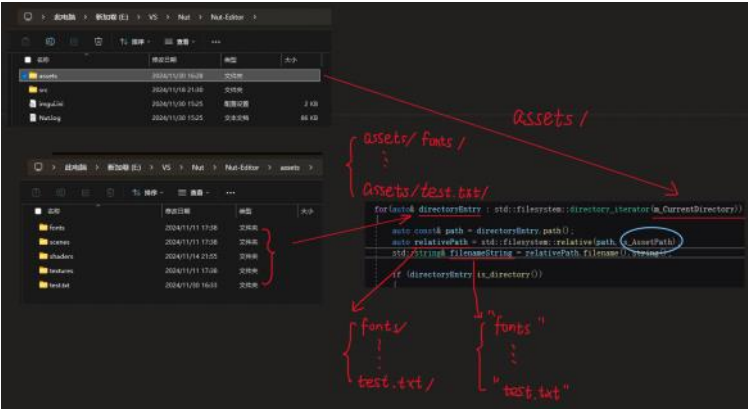 此电脑 > 新加卷 (E:) > VS > Nut > Nut-Editor >
排序 查看 ...
名称 修改日期 类型 大小
assets 2024/11/30 16:28 文件夹
src 2024/11/18 21:30 文件夹
imgui.ini 2024/11/30 15:25 配置设置 2 KB
Nut.log 2024/11/30 15:25 文本文档 86 KB
assets /
assets/ fonts /
assets/test.txt/
此电脑 > 新加卷 (E:) > VS > Nut > Nut-Editor > assets >
排序 查看 ...
名称 修改日期 类型 大小
fonts 2024/11/11 17:38 文件夹
scenes 2024/11/11 17:38 文件夹
shaders 2024/11/14 21:55 文件夹
textures 2024/11/11 17:38 文件夹
test.txt 2024/11/30 16:33 文件夹
for(auto& directoryEntry : std::filesystem::directory_iterator(m_CurrentDirectory))
auto const& path = directoryEntry.path();
auto relativePath = std::filesystem::relative(path, s_AssetPath)
std::string& filenameString = relativePath.filename().string();
if (directoryEntry.is_directory())
{
fonts/
test.txt /
"fonts "
"test.txt"